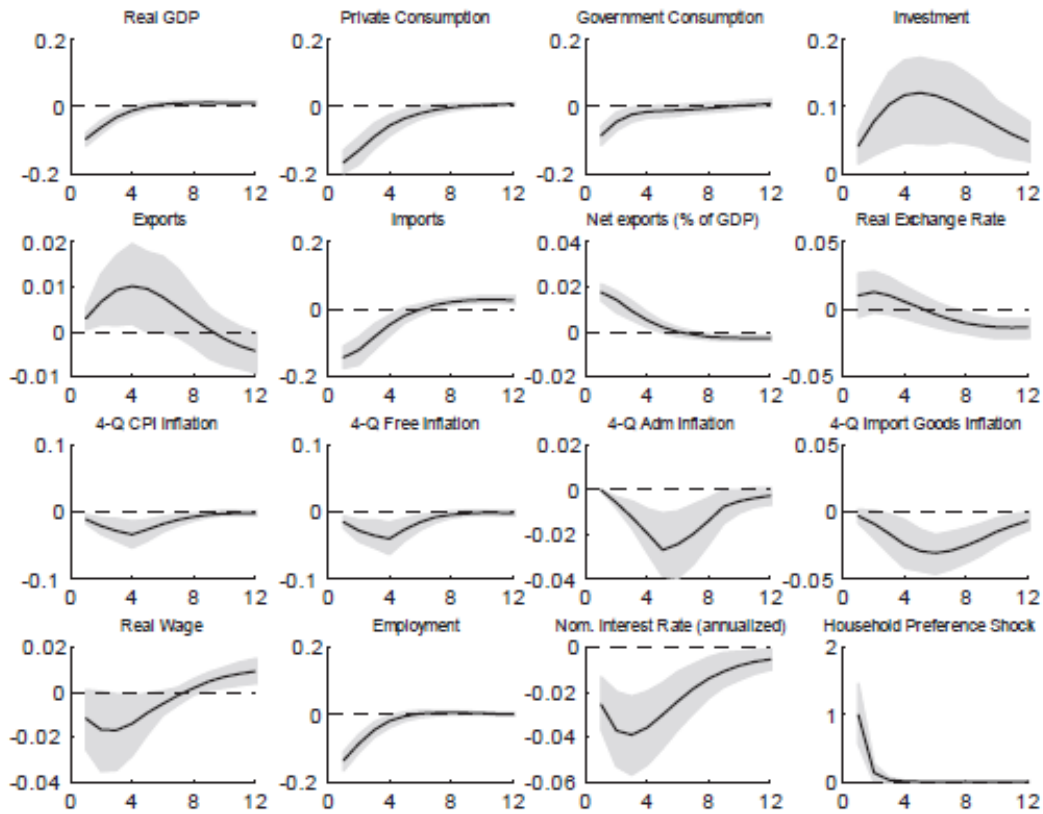 Real GDP Private Consumption Government Consumption Investment
0.2 0.2 0.2 0.2
0 0 0 0.1
-0.2 -0.2 -0.2 0
0 4 8 12 0 4 8 12 0 4 8 12 0 4 8 12
Exports Imports Net exports (% of GDP) Real Exchange Rate
0.02 0.2 0.04 0.05
0.01 0 0.02 0
0 0
-0.01 -0.2 -0.02 -0.05
0 4 8 12 0 4 8 12 0 4 8 12 0 4 8 12
4-Q CPI Inflation 4-Q Free Inflation 4-Q Adm Inflation 4-Q Import Goods Inflation
0.1 0.1 0.02 0.05
0 0 0 0
-0.02
-0.1 -0.1 -0.04 -0.05
0 4 8 12 0 4 8 12 0 4 8 12 0 4 8 12
Real Wage Employment Nom. Interest Rate (annualized) Household Preference Shock
0.02 0.2 0 2
0 0 -0.02 1
-0.02 -0.04
-0.04 -0.2 -0.06 0
0 4 8 12 0 4 8 12 0 4 8 12 0 4 8 12